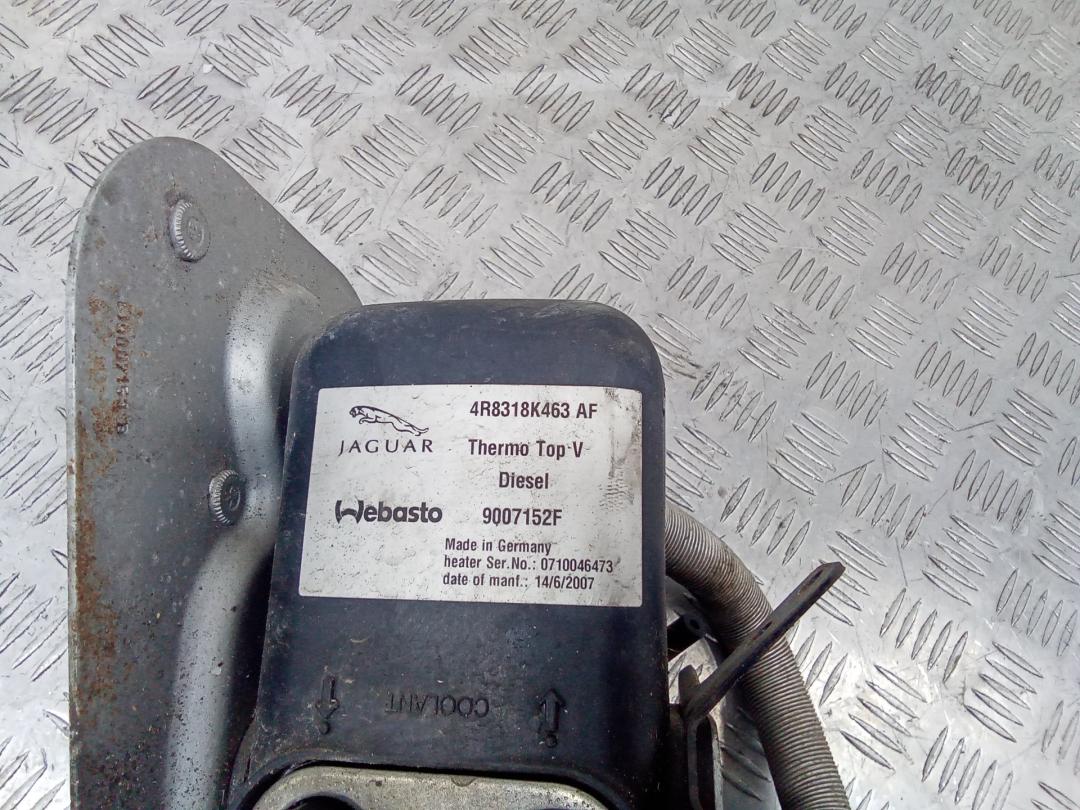 4R8318K463 AF
JAGUAR
Thermo Top V
Diesel
Webasto
9007152F
Made in Germany
heater Ser.No.: 0710046473
date of manf.: 14/6/2007
COOLANT